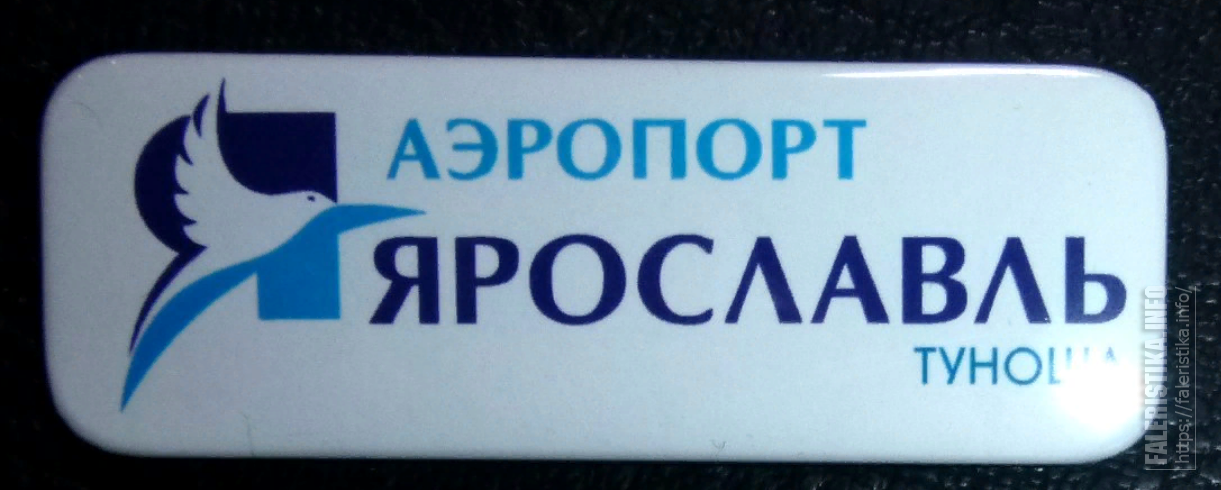 АЭРОПОРТ
ЯРОСЛАВЛЬ
ТУНОШНА
FALERISTIKA.INFO
https://faleristika.info/